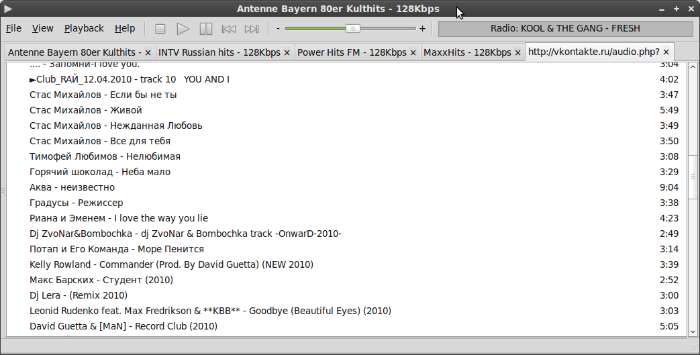 Antenne Bayern 80er Kulthits - 128Kbps
File View Playback Help - + Radio: KOOL & THE GANG - FRESH
Antenne Bayern 80er Kulthits - × INTV Russian hits - 128Kbps × Power Hits FM - 128Kbps × MaxxHits - 128Kbps × http://vkontakte.ru/audio.php? ×
.... - Запомни-I love you. 3:04
►Club_RАЙ_12.04.2010 - track 10 YOU AND I 4:02
Стас Михайлов - Если бы не ты 3:47
Стас Михайлов - Живой 5:49
Стас Михайлов - Нежданная Любовь 3:49
Стас Михайлов - Все для тебя 3:50
Тимофей Любимов - Нелюбимая 3:08
Горячий шоколад - Неба мало 3:29
Аква - неизвестно 9:04
Градусы - Режиссер 3:38
Риана и Эменем - I love the way you lie 4:23
Dj ZvoNar&Bombochka - dj ZvoNar & Bombochka track -OnwarD-2010- 2:49
Потап и Его Команда - Море Пенится 3:14
Kelly Rowland - Commander (Prod. By David Guetta) (NEW 2010) 3:39
Макс Барских - Студент (2010) 2:52
Dj Lera - (Remix 2010) 3:00
Leonid Rudenko feat. Max Fredrikson & **KBB** - Goodbye (Beautiful Eyes) (2010) 3:03
David Guetta & [MaN] - Record Club (2010) 5:05